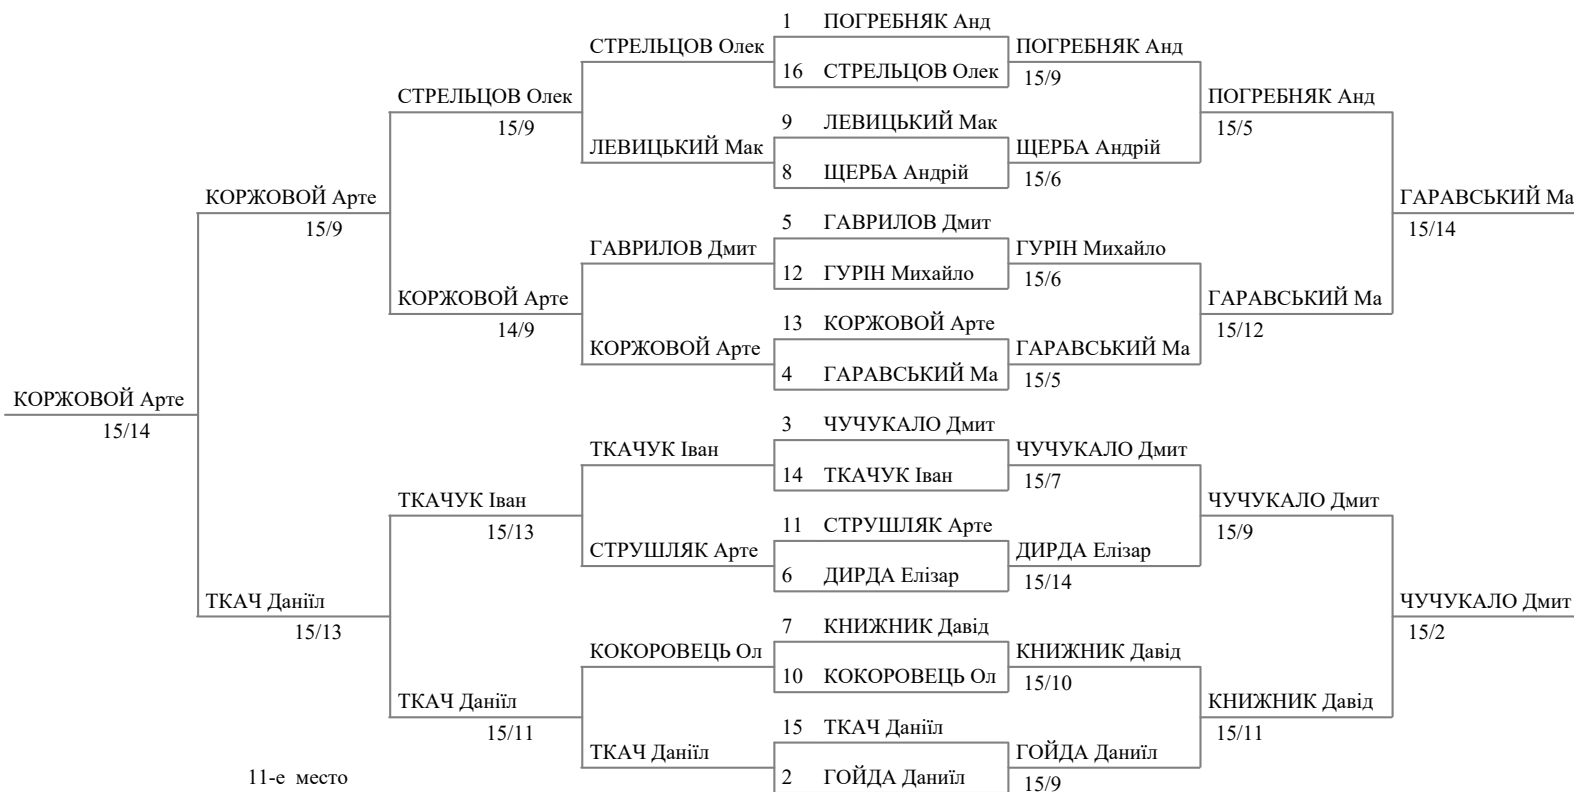 1 ПОГРЕБНЯК Анд
СТРЕЛЬЦОВ Олек
ПОГРЕБНЯК Анд
16 СТРЕЛЬЦОВ Олек
15/9
СТРЕЛЬЦОВ Олек
ПОГРЕБНЯК Анд
15/9
9 ЛЕВИЦЬКИЙ Мак
15/5
ЛЕВИЦЬКИЙ Мак
ЩЕРБА Андрій
8 ЩЕРБА Андрій
15/6
КОРЖОВОЙ Арте
ГАРАВСЬКИЙ Ма
15/9
5 ГАВРИЛОВ Дмит
15/14
ГАВРИЛОВ Дмит
ГУРІН Михайло
12 ГУРІН Михайло
15/6
КОРЖОВОЙ Арте
ГАРАВСЬКИЙ Ма
14/9
13 КОРЖОВОЙ Арте
15/12
КОРЖОВОЙ Арте
ГАРАВСЬКИЙ Ма
4 ГАРАВСЬКИЙ Ма
15/5
КОРЖОВОЙ Арте
15/14
3 ЧУЧУКАЛО Дмит
ТКАЧУК Іван
ЧУЧУКАЛО Дмит
14 ТКАЧУК Іван
15/7
ТКАЧУК Іван
ЧУЧУКАЛО Дмит
15/13
11 СТРУШЛЯК Арте
15/9
СТРУШЛЯК Арте
ДИРДА Елізар
6 ДИРДА Елізар
15/14
ТКАЧ Даніїл
ЧУЧУКАЛО Дмит
15/13
7 КНИЖНИК Давід
15/2
КОКОРОВЕЦЬ Ол
КНИЖНИК Давід
10 КОКОРОВЕЦЬ Ол
15/10
ТКАЧ Даніїл
КНИЖНИК Давід
15/11
15 ТКАЧ Даніїл
15/11
ТКАЧ Даніїл
ГОЙДА Даниїл
11-е место
2 ГОЙДА Даниїл
15/9